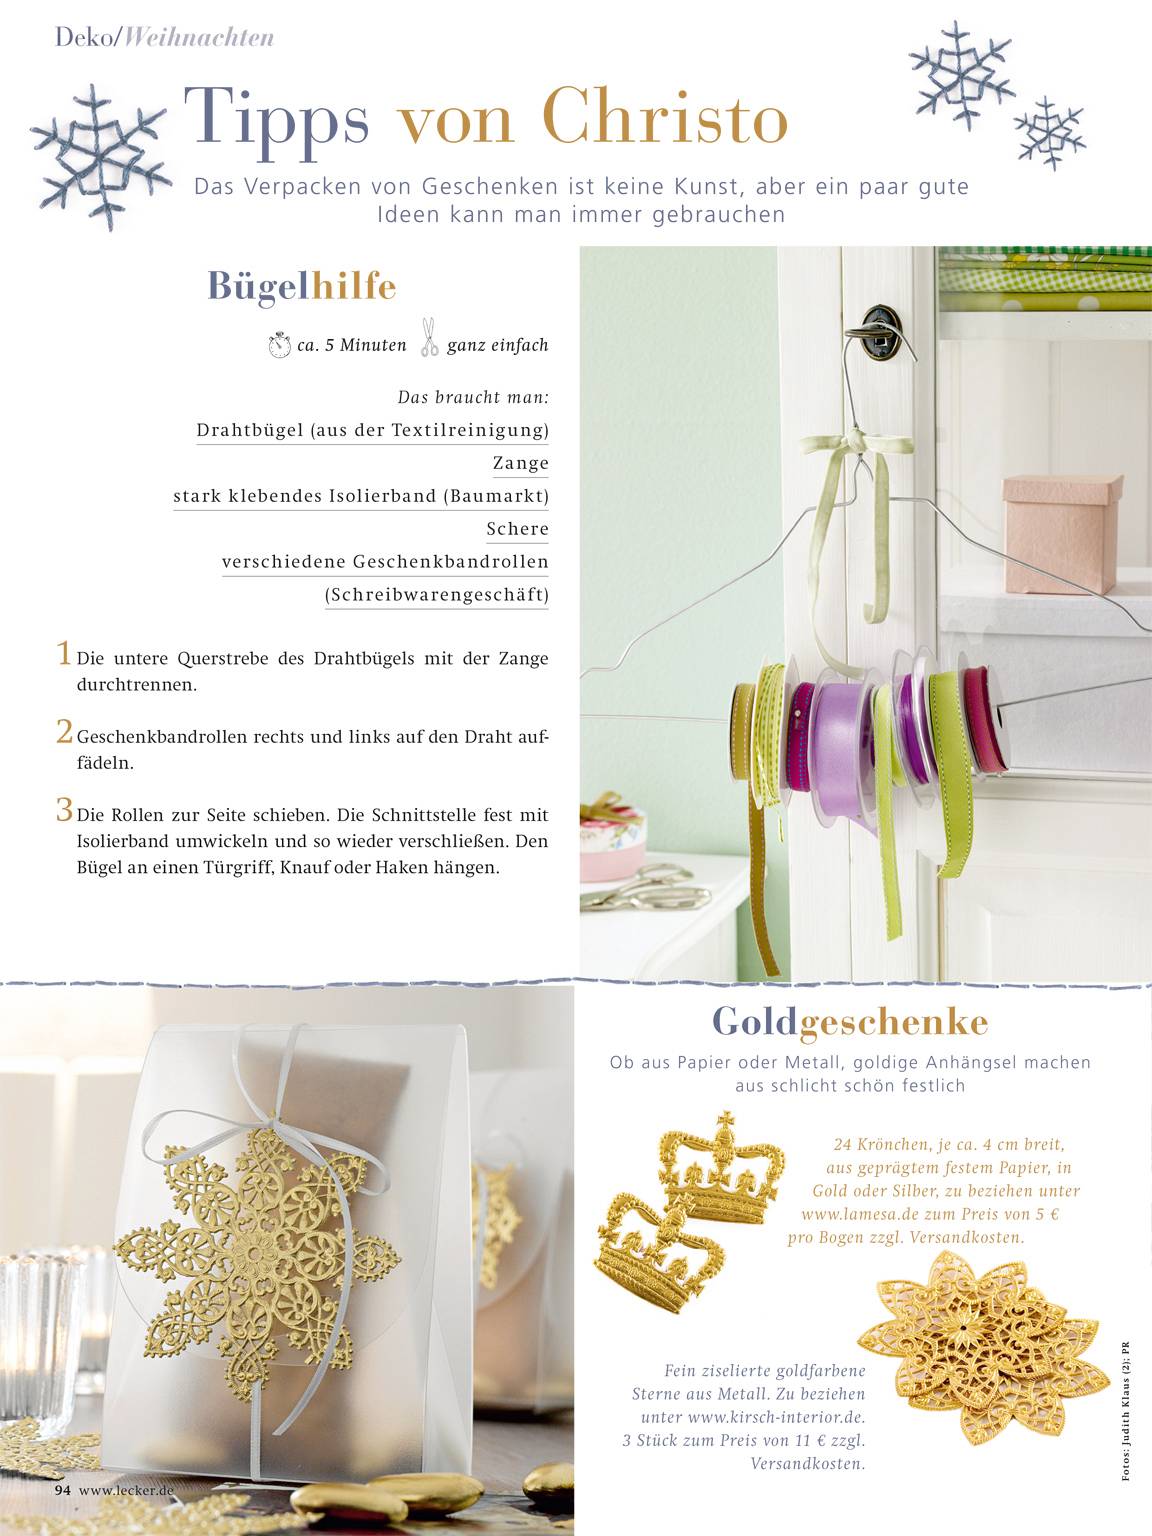 Deko/Weihnachten
Tipps von Christo
Das Verpacken von Geschenken ist keine Kunst, aber ein paar gute
Ideen kann man immer gebrauchen
Bügelhilfe
ca. 5 Minuten ganz einfach
Das braucht man:
Drahtbügel (aus der Textilreinigung)
Zange
stark klebendes Isolierband (Baumarkt)
Schere
verschiedene Geschenkbandrollen
(Schreibwarengeschäft)
1 Die untere Querstrebe des Drahtbügels mit der Zange
durchtrennen.
2 Geschenkbandrollen rechts und links auf den Draht auf-
fädeln.
3 Die Rollen zur Seite schieben. Die Schnittstelle fest mit
Isolierband umwickeln und so wieder verschließen. Den
Bügel an einen Türgriff, Knauf oder Haken hängen.
Goldgeschenke
Ob aus Papier oder Metall, goldige Anhängsel machen
aus schlicht schön festlich
24 Krönchen, je ca. 4 cm breit,
aus geprägtem festem Papier, in
Gold oder Silber, zu beziehen unter
www.lamesa.de zum Preis von 5 €
pro Bogen zzgl. Versandkosten.
Fein ziselierte goldfarbene
Sterne aus Metall. Zu beziehen
unter www.kirsch-interior.de.
3 Stück zum Preis von 11 € zzgl.
Versandkosten.
Fotos: Judith Klaus (2); PR
94 www.lecker.de